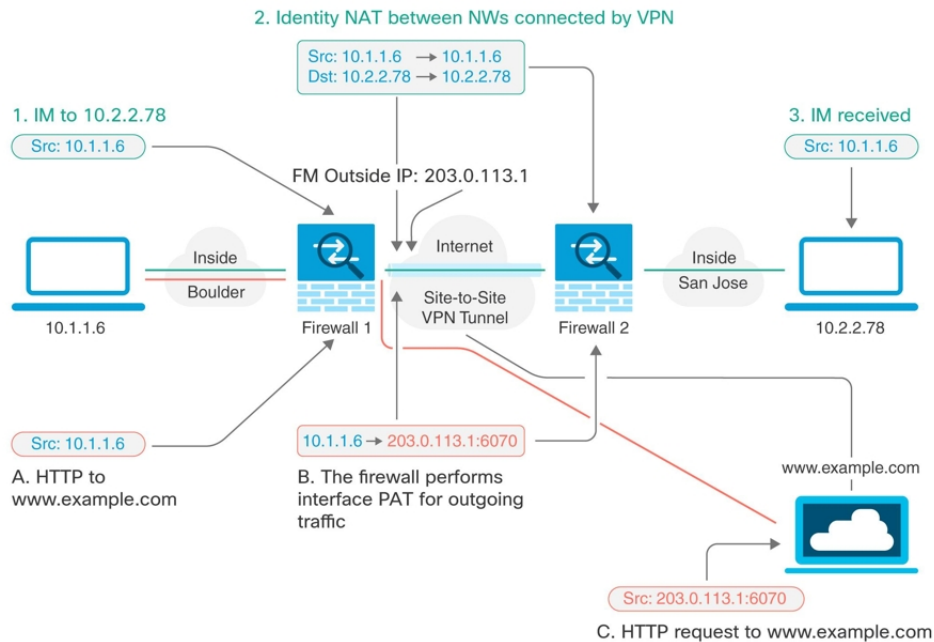 2. Identity NAT between NWs connected by VPN
Src: 10.1.1.6 → 10.1.1.6
Dst: 10.2.2.78 → 10.2.2.78
1. IM to 10.2.2.78
Src: 10.1.1.6
3. IM received
Src: 10.1.1.6
FM Outside IP: 203.0.113.1
Inside
Boulder
Internet
Site-to-Site
VPN Tunnel
Inside
San Jose
10.1.1.6
Firewall 1
Firewall 2
10.2.2.78
Src: 10.1.1.6
A. HTTP to
www.example.com
10.1.1.6 → 203.0.113.1:6070
B. The firewall performs
interface PAT for outgoing
traffic
www.example.com
Src: 203.0.113.1:6070
C. HTTP request to www.example.com